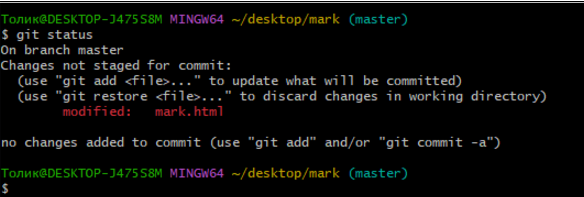 Толик@DESKTOP-J475S8M MINGW64 ~/desktop/mark (master)
$ git status
On branch master
Changes not staged for commit:
  (use "git add <file>..." to update what will be committed)
  (use "git restore <file>..." to discard changes in working directory)
        modified:   mark.html

no changes added to commit (use "git add" and/or "git commit -a")

Толик@DESKTOP-J475S8M MINGW64 ~/desktop/mark (master)
$